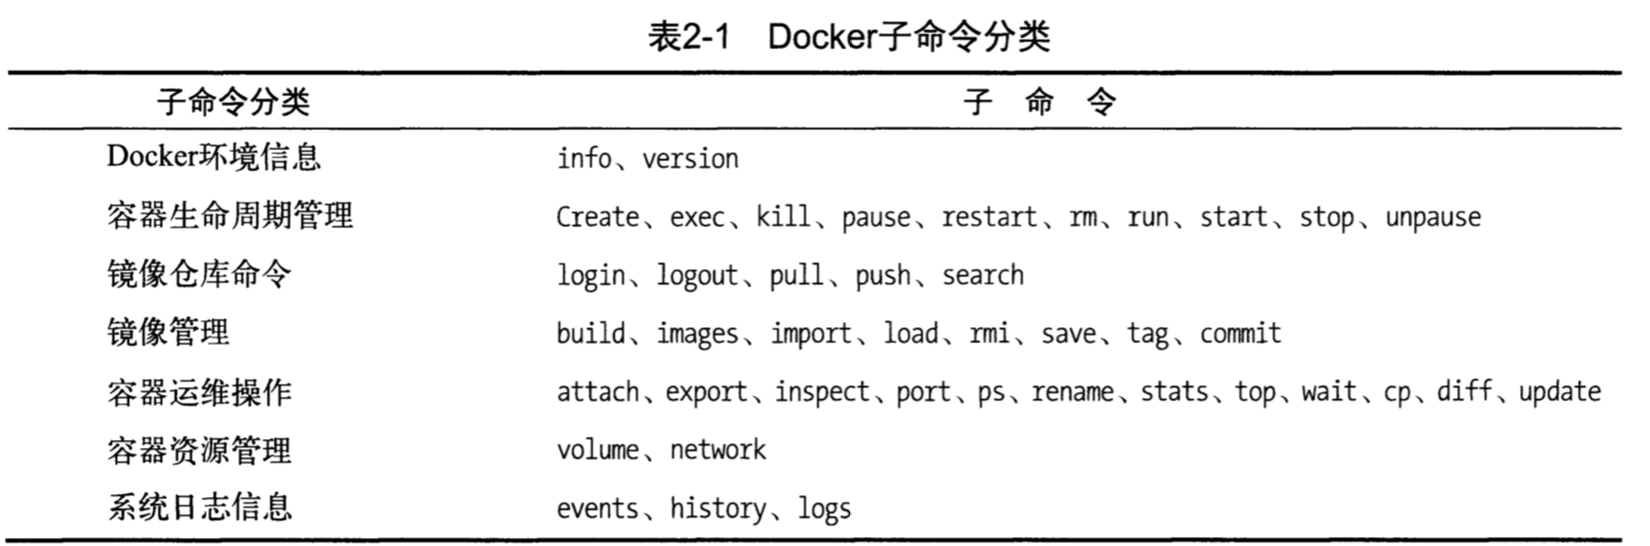 表2-1 Docker子命令分类
子命令分类 子 命 令
Docker环境信息 info、version
容器生命周期管理 Create、exec、kill、pause、restart、rm、run、start、stop、unpause
镜像仓库命令 login、logout、pull、push、search
镜像管理 build、images、import、load、rmi、save、tag、commit
容器运维操作 attach、export、inspect、port、ps、rename、stats、top、wait、cp、diff、update
容器资源管理 volume、network
系统日志信息 events、history、logs